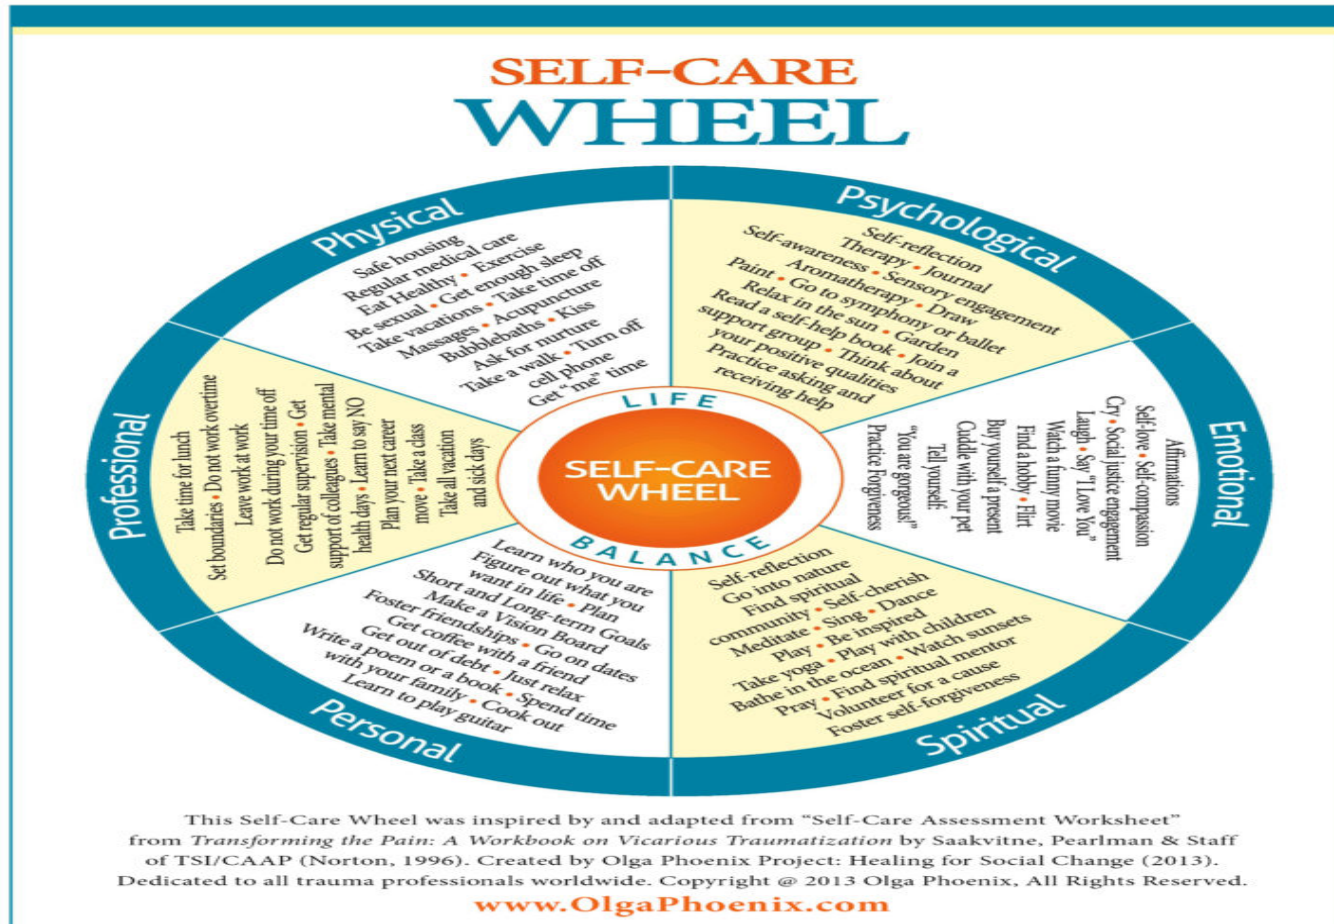 SELF-CARE
WHEEL
Physical
Safe housing
Regular medical care
Eat Healthy • Exercise
Be sexual • Get enough sleep
Take vacations • Take time off
Massages • Acupuncture
Bubblebaths • Kiss
Ask for nurture
Take a walk • Turn off
cell phone
Get “me” time
Psychological
Self-reflection
Therapy • Journal
Self-awareness • Sensory engagement
Aromatherapy • Draw
Paint • Go to symphony or ballet
Relax in the sun • Garden
Read a self-help book • Join a
support group • Think about
your positive qualities
Practice asking and
receiving help
Emotional
Affirmations
Self-love • Self-compassion
Cry • Social justice engagement
Laugh • Say “I Love You”
Watch a funny movie
Find a hobby • Flirt
Buy yourself a present
Cuddle with your pet
Tell yourself:
“You are gorgeous!”
Practice Forgiveness
Spiritual
Self-reflection
Go into nature
Find spiritual
community • Self-cherish
Meditate • Sing • Dance
Play • Be inspired
Take yoga • Play with children
Bathe in the ocean • Watch sunsets
Pray • Find spiritual mentor
Volunteer for a cause
Foster self-forgiveness
Personal
Learn who you are
Figure out what you
want in life • Plan
Short and Long-term Goals
Make a Vision Board
Foster friendships • Go on dates
Get coffee with a friend
Get out of debt • Just relax
Write a poem or a book • Spend time
with your family • Cook out
Learn to play guitar
Professional
Take time for lunch
Set boundaries • Do not work overtime
Leave work at work
Do not work during your time off
Get regular supervision • Get
support of colleagues • Take mental
health days • Learn to say NO
Plan your next career
move • Take a class
Take all vacation
and sick days
LIFE
SELF-CARE
WHEEL
BALANCE
This Self-Care Wheel was inspired by and adapted from “Self-Care Assessment Worksheet”
from Transforming the Pain: A Workbook on Vicarious Traumatization by Saakvitne, Pearlman & Staff
of TSI/CAAP (Norton, 1996). Created by Olga Phoenix Project: Healing for Social Change (2013).
Dedicated to all trauma professionals worldwide. Copyright @ 2013 Olga Phoenix, All Rights Reserved.
www.OlgaPhoenix.com